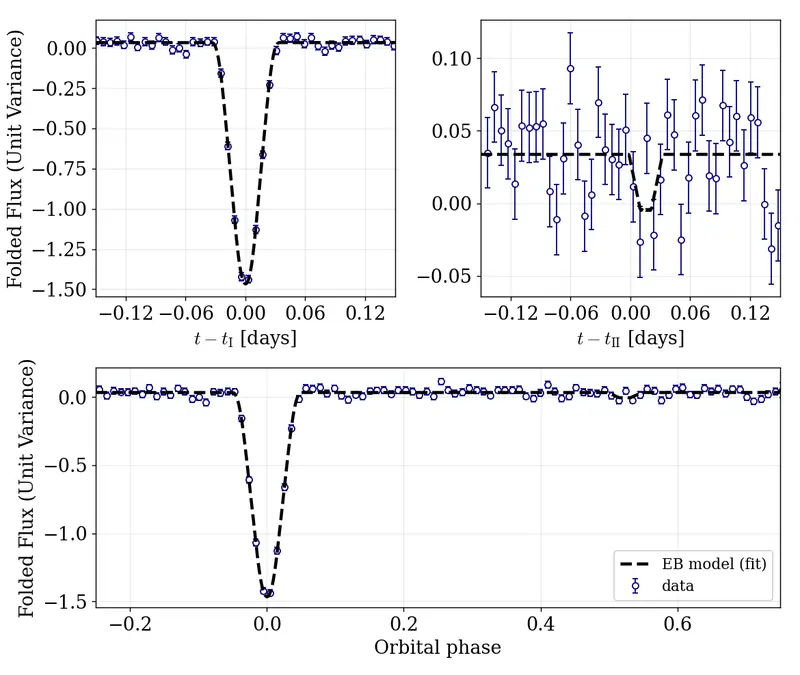 Folded Flux (Unit Variance)
0.00
−0.25
−0.50
−0.75
−1.00
−1.25
−1.50
−0.12 −0.06 0.00 0.06 0.12
t − tI [days]
0.10
0.05
0.00
−0.05
−0.12 −0.06 0.00 0.06 0.12
t − tII [days]
Folded Flux (Unit Variance)
0.0
−0.5
−1.0
−1.5
EB model (fit)
data
−0.2 0.0 0.2 0.4 0.6
Orbital phase